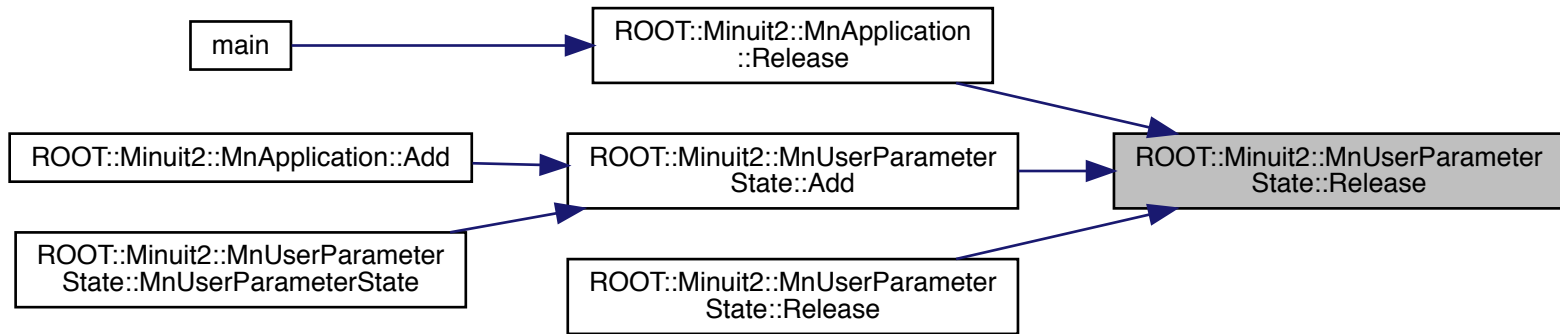 main
ROOT::Minuit2::MnApplication
::Release
ROOT::Minuit2::MnApplication::Add
ROOT::Minuit2::MnUserParameter
State::Add
ROOT::Minuit2::MnUserParameter
State::Release
ROOT::Minuit2::MnUserParameter
State::MnUserParameterState
ROOT::Minuit2::MnUserParameter
State::Release